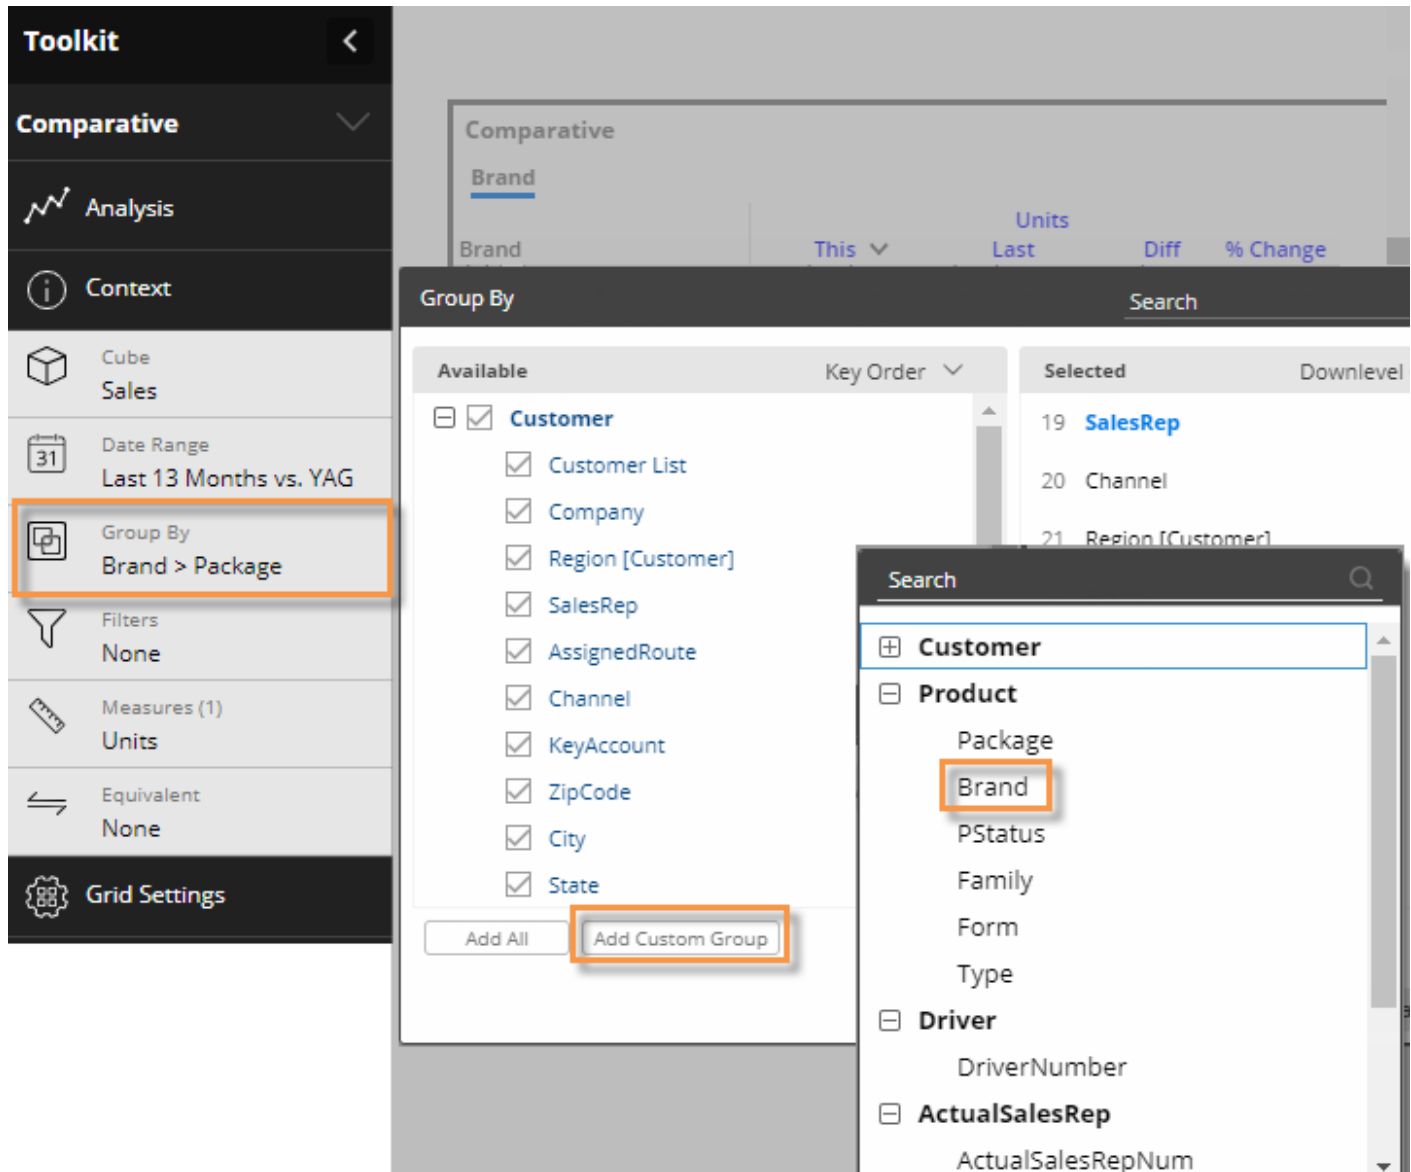 Toolkit
Comparative
Analysis
Context
Cube
Sales
31
Date Range
Last 13 Months vs. YAG
Group By
Brand > Package
Filters
None
Measures (1)
Units
Equivalent
None
Grid Settings
Comparative
Brand
Units
Brand This Last Diff % Change
Group By Search
Available Key Order
Customer
Customer List
Company
Region [Customer]
SalesRep
AssignedRoute
Channel
KeyAccount
ZipCode
City
State
Add All Add Custom Group
Selected Downlevel
19 SalesRep
20 Channel
21 Region [Customer]
Search
Customer
Product
Package
Brand
PStatus
Family
Form
Type
Driver
DriverNumber
ActualSalesRep
ActualSalesRepNum